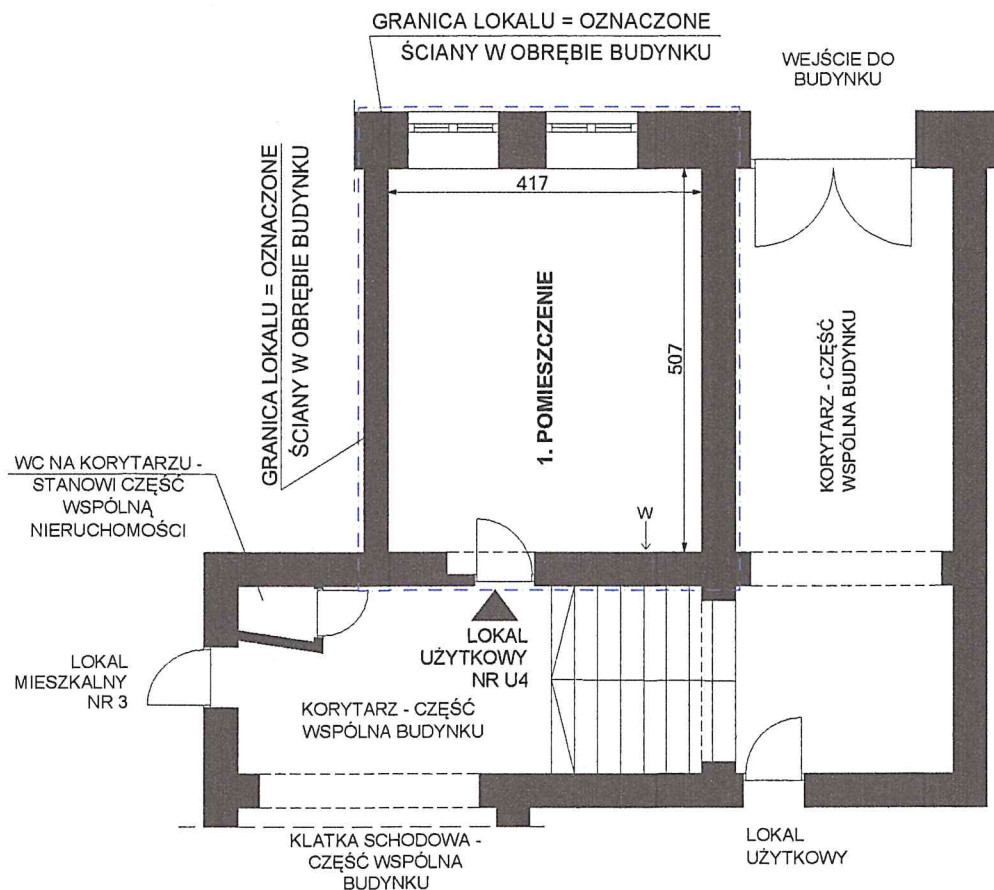 GRANICA LOKALU = OZNACZONE
ŚCIANY W OBRĘBIE BUDYNKU
WEJŚCIE DO
BUDYNKU
GRANICA LOKALU = OZNACZONE
ŚCIANY W OBRĘBIE BUDYNKU
417
507
1. POMIESZCZENIE
KORYTARZ - CZĘŚĆ
WSPÓLNA BUDYNKU
WC NA KORYTARZU -
STANOWI CZĘŚĆ
WSPÓLNĄ
NIERUCHOMOŚCI
W
LOKAL
MIESZKALNY
NR 3
LOKAL
UŻYTKOWY
NR U4
KORYTARZ - CZĘŚĆ
WSPÓLNA BUDYNKU
KLATKA SCHODOWA -
CZĘŚĆ WSPÓLNA
BUDYNKU
LOKAL
UŻYTKOWY